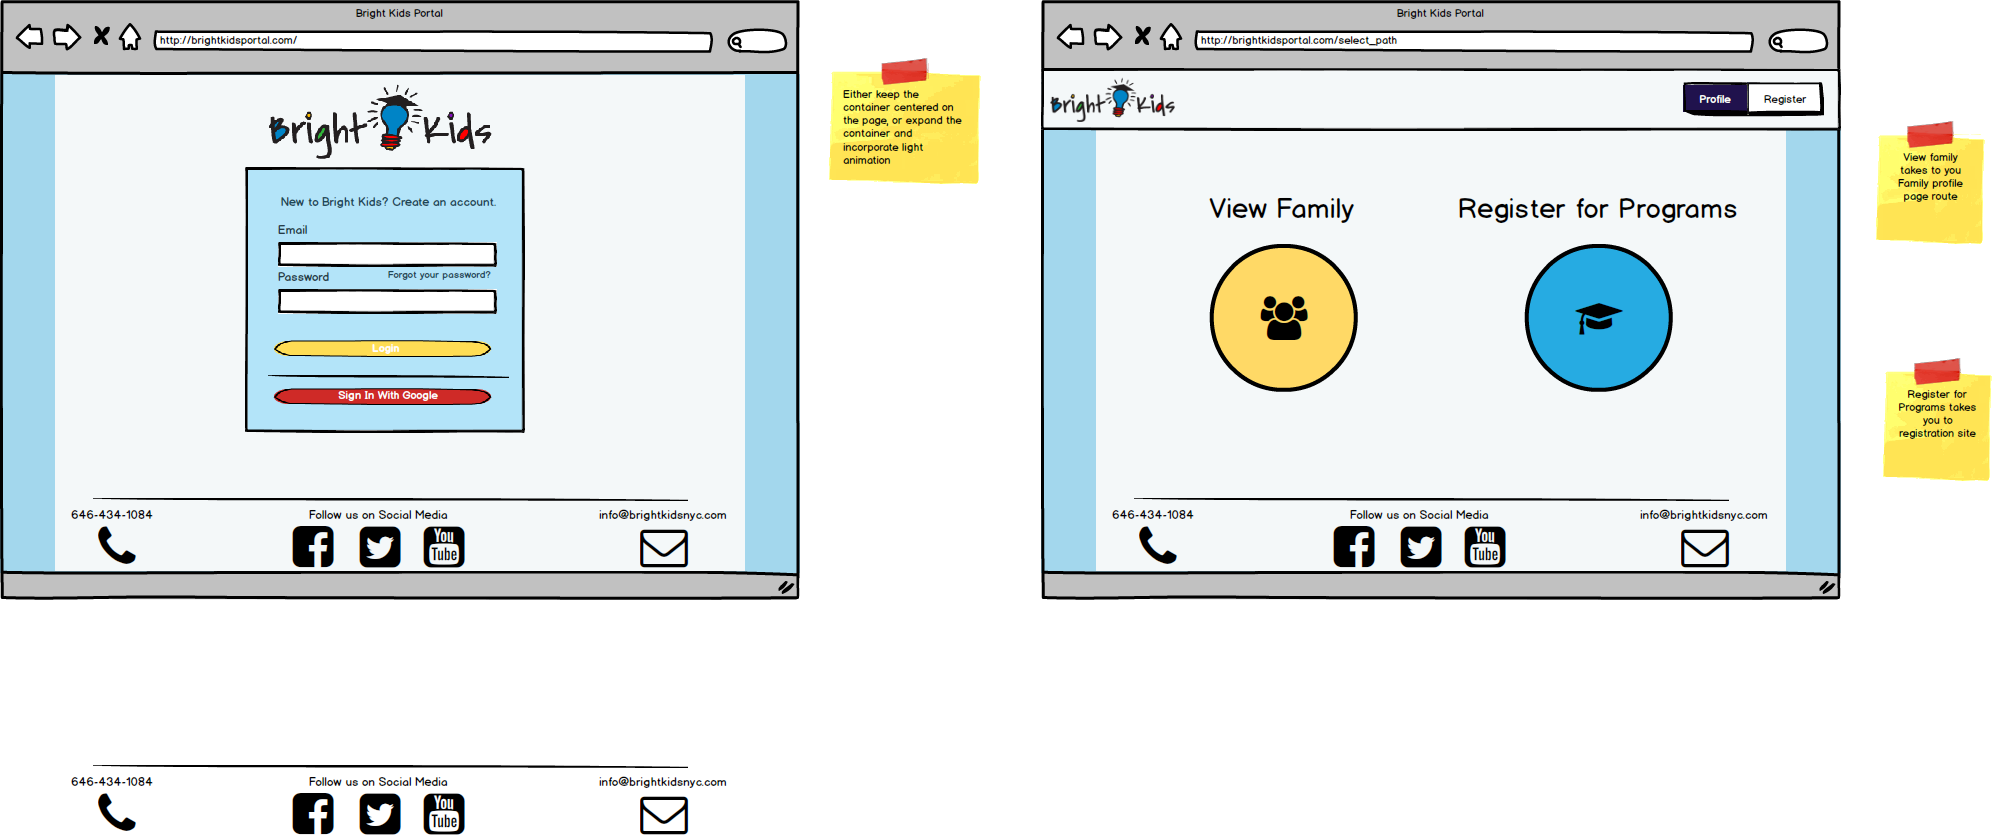 Bright Kids Portal
http://brightkidsportal.com/
Bright Kids
New to Bright Kids? Create an account.
Email
Password
Forgot your password?
Login
Sign In With Google
646-434-1084
Follow us on Social Media
info@brightkidsnyc.com
You
Tube
Either keep the
container centered on
the page, or expand the
container and
incorporate light
animation
Bright Kids Portal
http://brightkidsportal.com/select_path
Bright Kids
Profile
Register
View Family
Register for Programs
646-434-1084
Follow us on Social Media
info@brightkidsnyc.com
You
Tube
View family
takes to you
Family profile
page route
Register for
Programs takes
you to
registration site
646-434-1084
Follow us on Social Media
info@brightkidsnyc.com
You
Tube